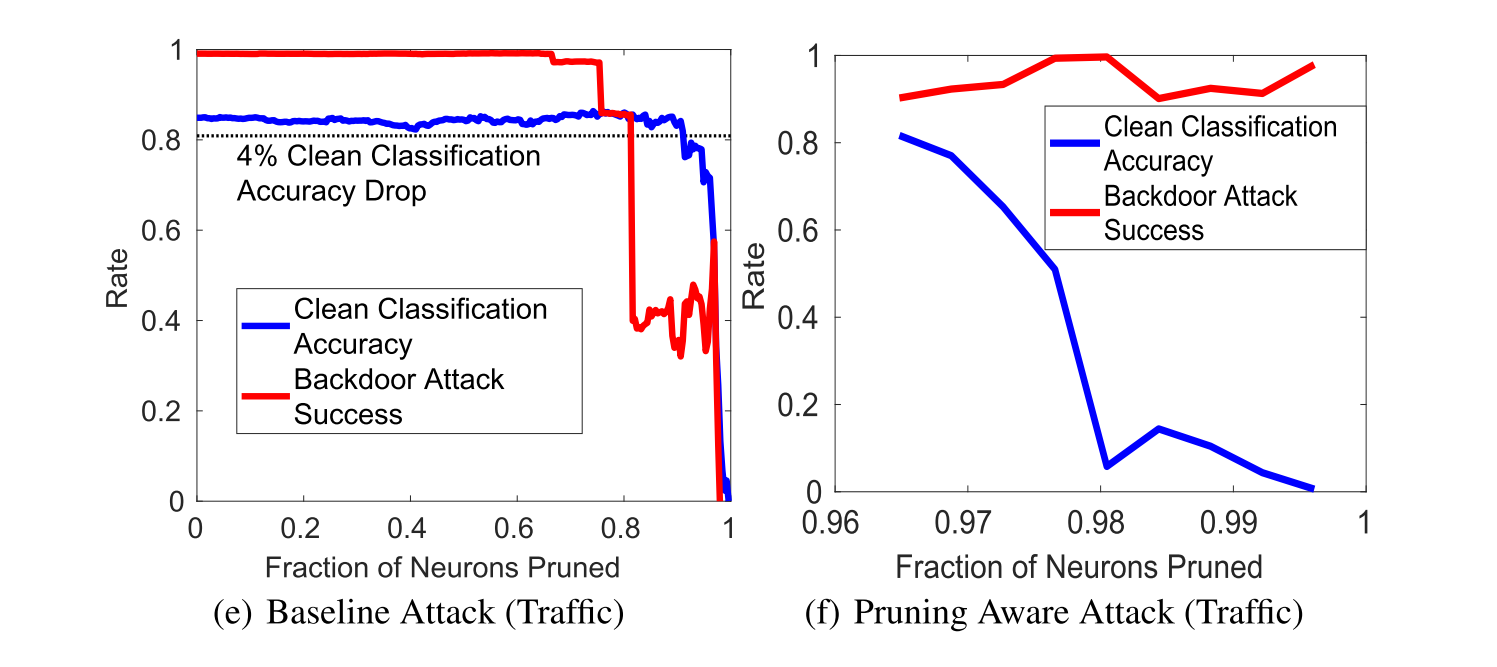 1
0.8
0.6
0.4
0.2
0
Rate
4% Clean Classification
Accuracy Drop
Clean Classification
Accuracy
Backdoor Attack
Success
0 0.2 0.4 0.6 0.8 1
Fraction of Neurons Pruned
(e) Baseline Attack (Traffic)
1
0.8
0.6
0.4
0.2
0
Rate
Clean Classification
Accuracy
Backdoor Attack
Success
0.96 0.97 0.98 0.99 1
Fraction of Neurons Pruned
(f) Pruning Aware Attack (Traffic)